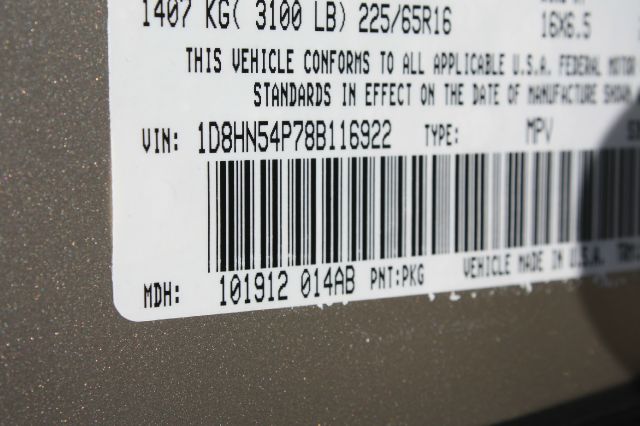 1407 KG( 3100 LB) 225/65R16 16X6.5
THIS VEHICLE CONFORMS TO ALL APPLICABLE U.S.A. FEDERAL MOTOR
STANDARDS IN EFFECT ON THE DATE OF MANUFACTURE SHOWN
VIN: 1D8HN54P78B116922 TYPE: MPV
MDH: 101912 014AB PNT:PKG VEHICLE MADE IN U.S.A.